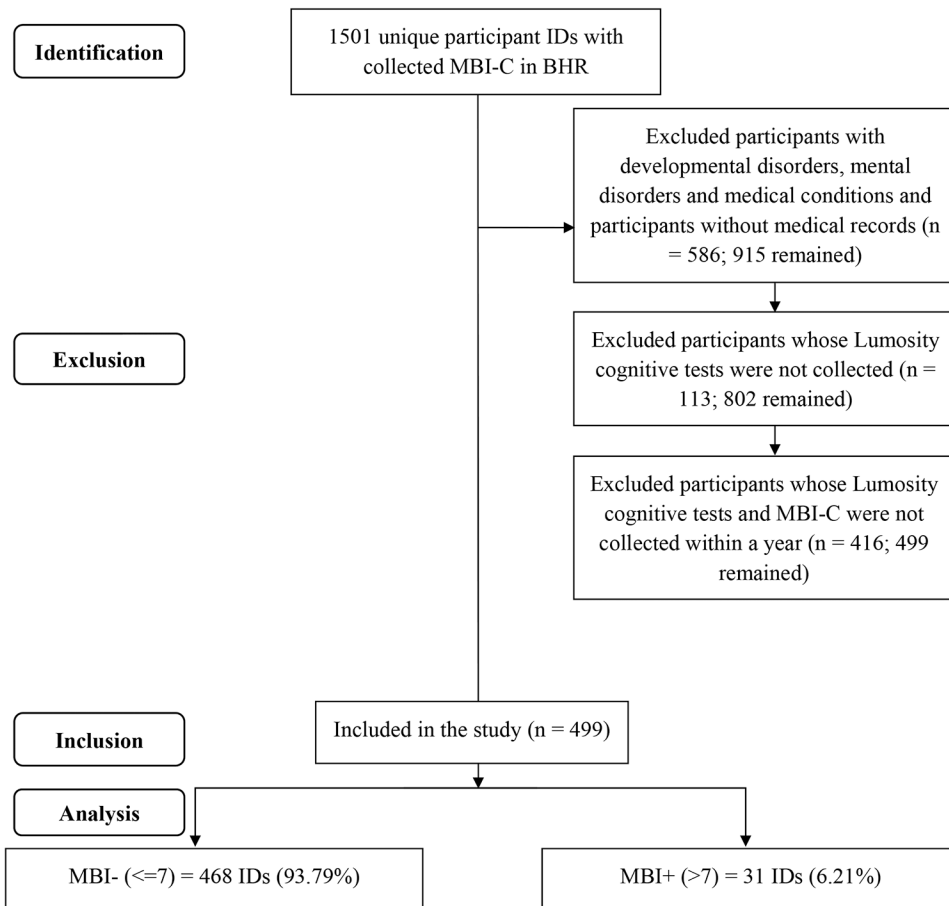 Identification
1501 unique participant IDs with
collected MBI-C in BHR
Excluded participants with
developmental disorders, mental
disorders and medical conditions and
participants without medical records (n
= 586; 915 remained)
Exclusion
Excluded participants whose Lumosity
cognitive tests were not collected (n =
113; 802 remained)
Excluded participants whose Lumosity
cognitive tests and MBI-C were not
collected within a year (n = 416; 499
remained)
Inclusion
Included in the study (n = 499)
Analysis
MBI- (<=7) = 468 IDs (93.79%)
MBI+ (>7) = 31 IDs (6.21%)